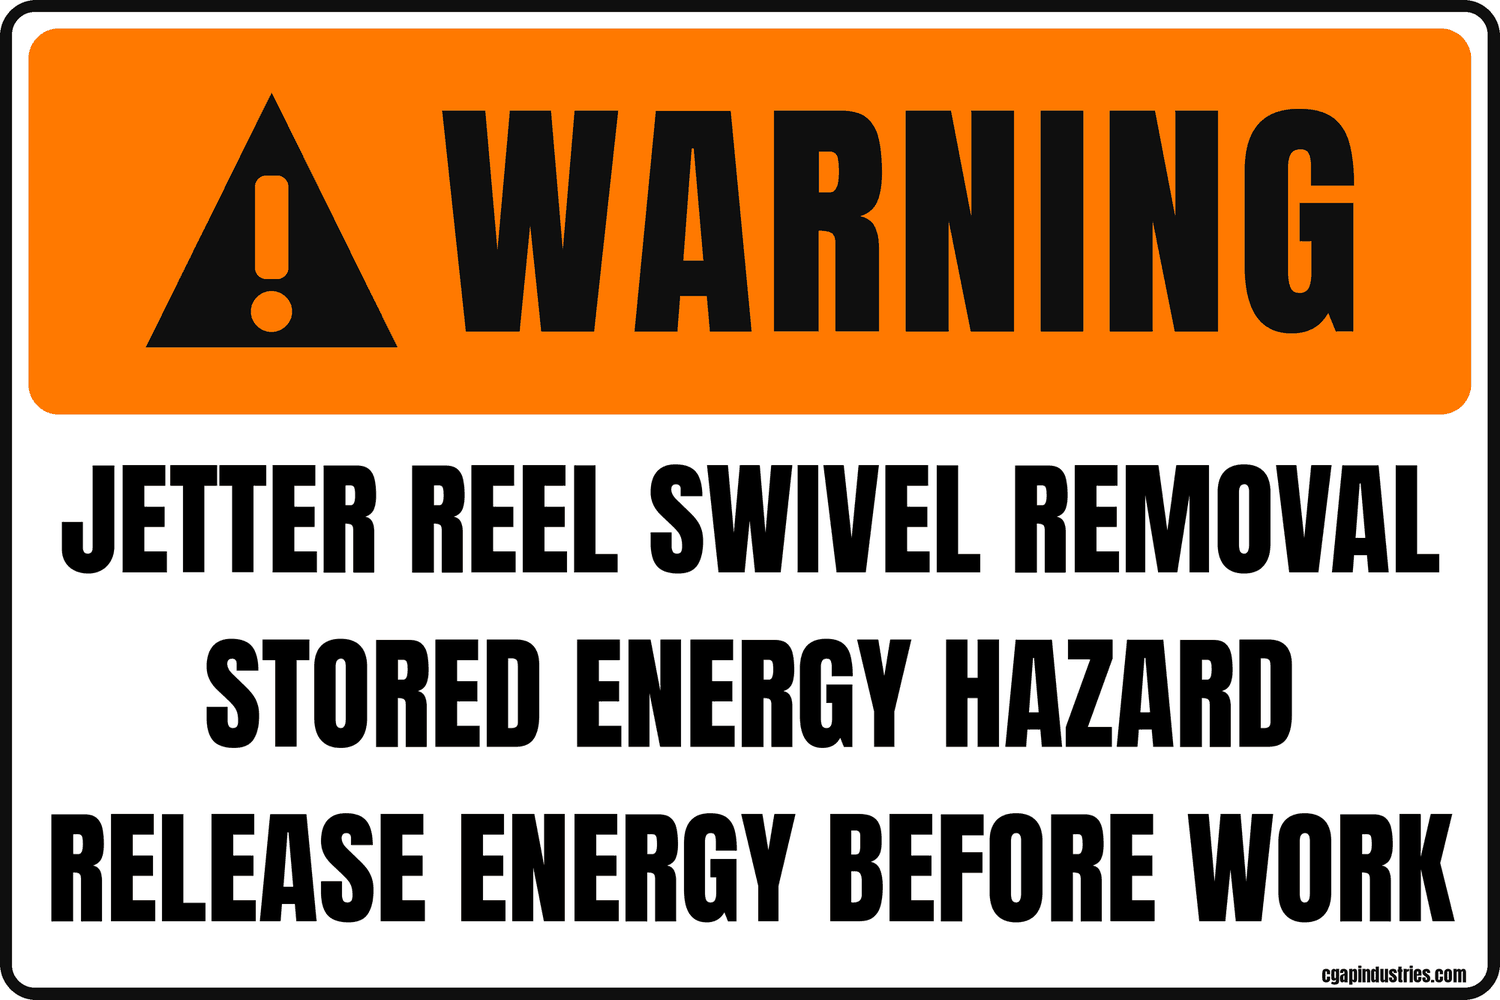 WARNING
JETTER REEL SWIVEL REMOVAL
STORED ENERGY HAZARD
RELEASE ENERGY BEFORE WORK
cgapindustries.com